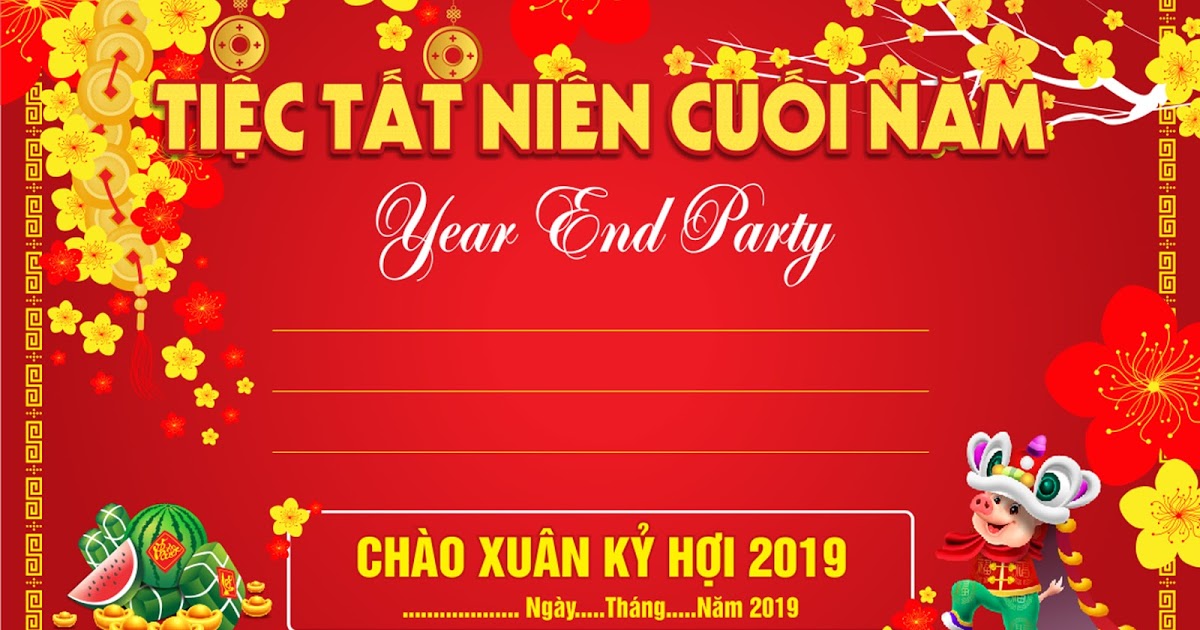 TIỆC TẤT NIÊN CUỐI NĂM
Year End Party
CHÀO XUÂN KỶ HỢI 2019
................... Ngày.....Tháng.....Năm 2019